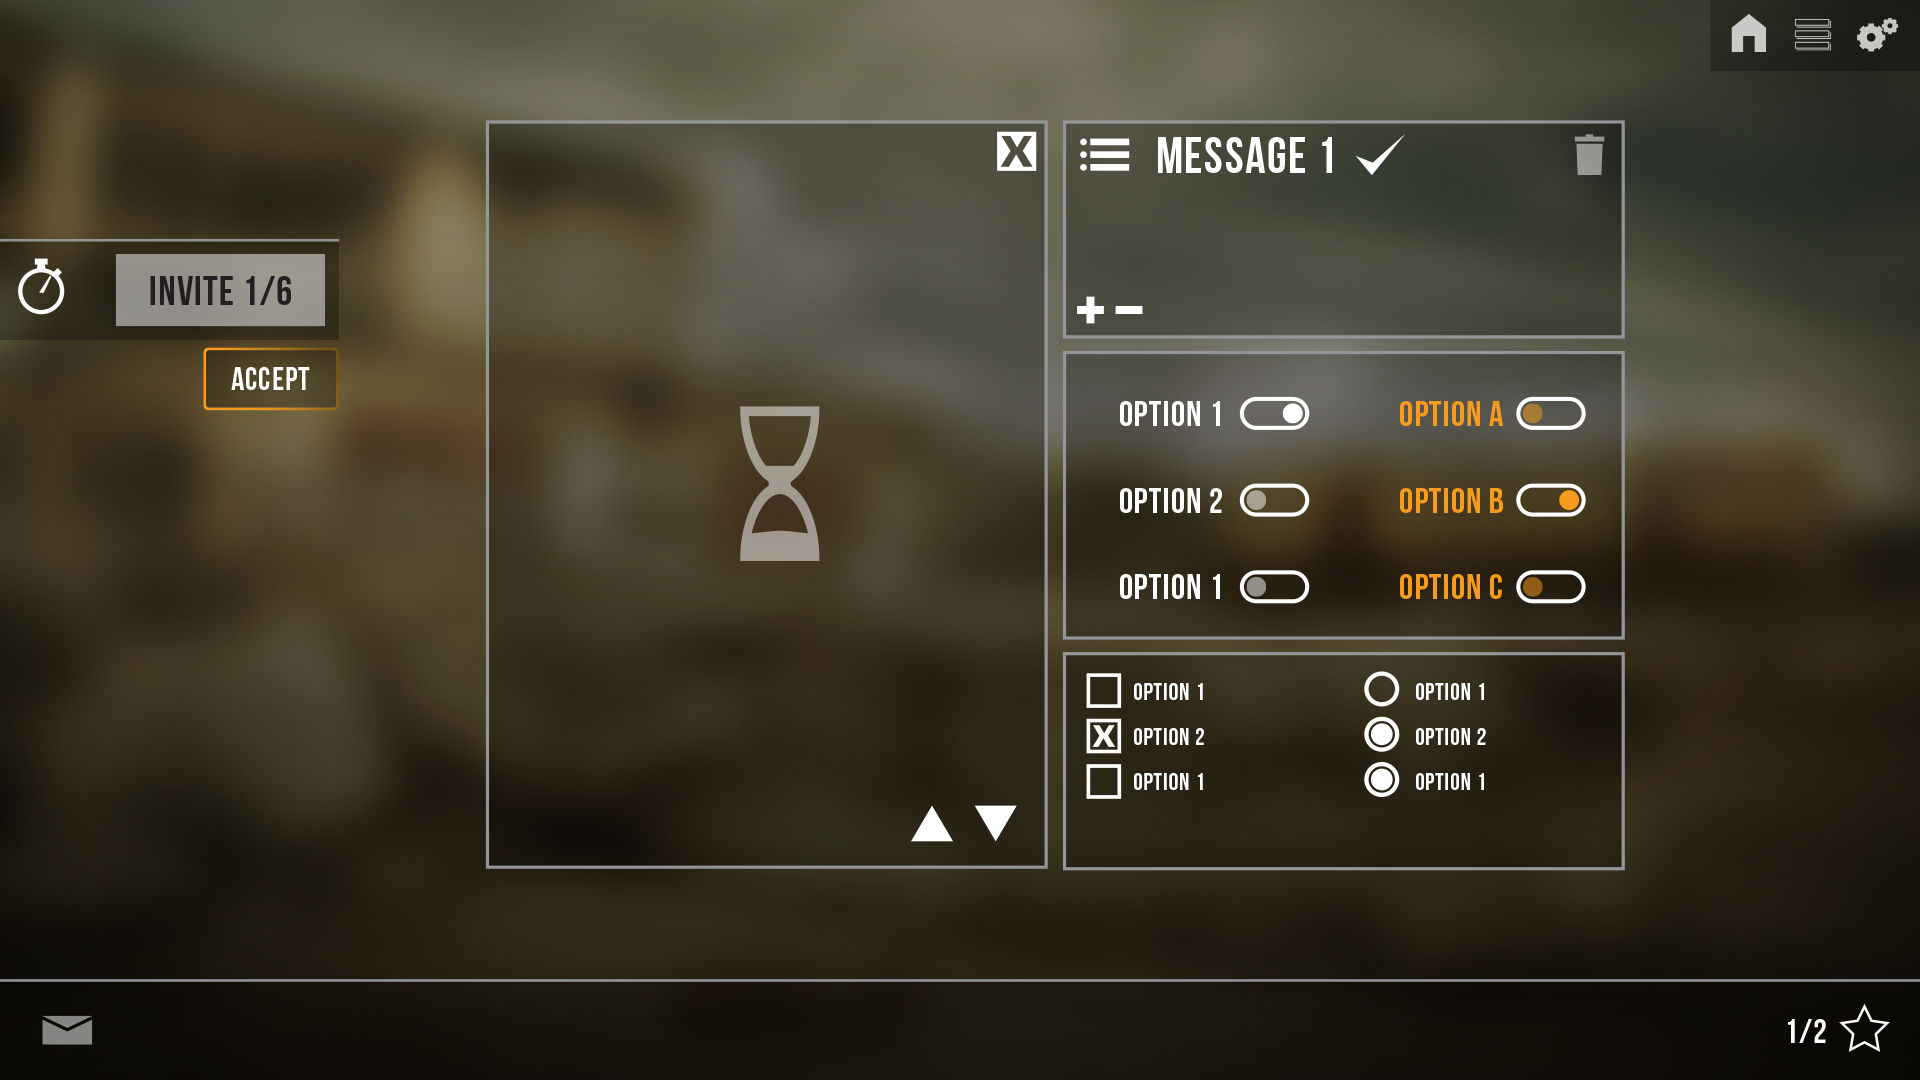 INVITE 1/6
ACCEPT
X
MESSAGE 1
OPTION 1
OPTION A
OPTION 2
OPTION B
OPTION 1
OPTION C
OPTION 1
OPTION 1
X OPTION 2
OPTION 2
OPTION 1
OPTION 1
1/2